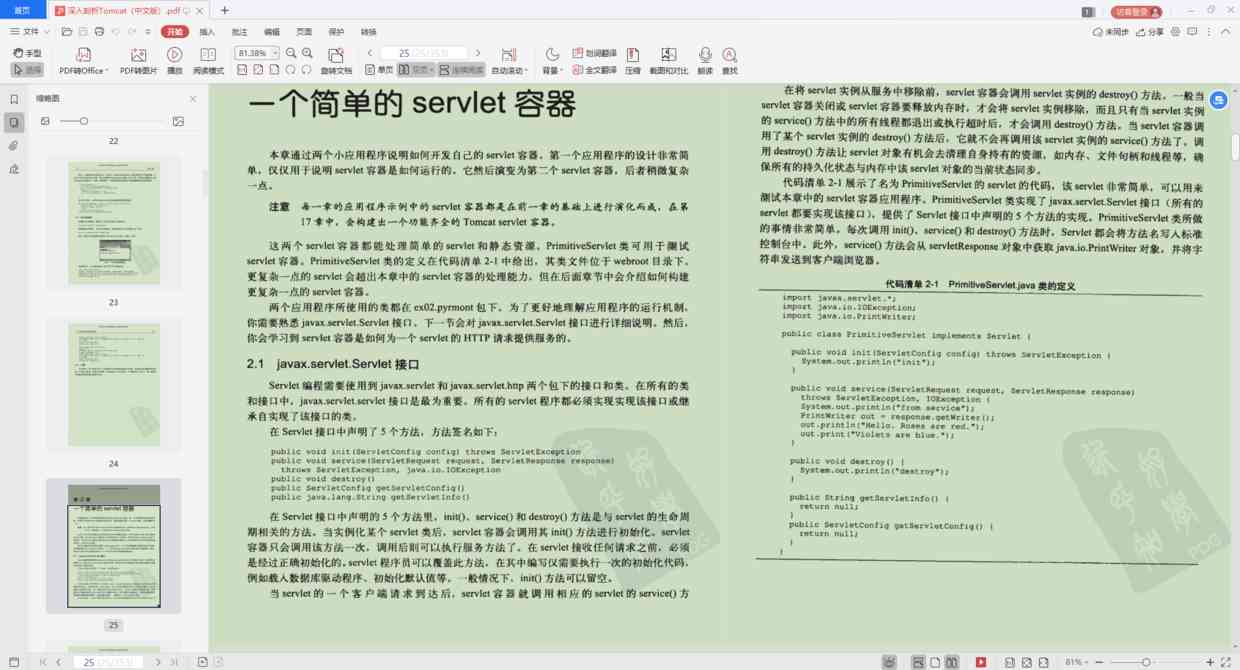 首页
深入剖析Tomcat（中文版）.pdf
访客登录
文件
开始
插入
批注
编辑
页面
保护
转换
未同步
分享
手型
选择
PDF转Office
PDF转图片
播放
阅读模式
81.38%
旋转文档
25
单页
双页
连续阅读
自动滚动
背景
划词翻译
全文翻译
压缩
截图和对比
朗读
查找
缩略图
22
23
24
25
一个简单的 servlet 容器
本章通过两个小应用程序说明如何开发自己的 servlet 容器。第一个应用程序的设计非常简
单，仅仅用于说明 servlet 容器是如何运行的。它然后演变为第二个 servlet 容器，后者稍微复杂
一点。
注意 每一章的应用程序示例中的 servlet 容器都是在前一章的基础上进行演化而成，在第
17 章中，会构建出一个功能齐全的 Tomcat servlet 容器。
这两个 servlet 容器都能处理简单的 servlet 和静态资源。PrimitiveServlet 类可用于测试
servlet 容器。PrimitiveServlet 类的定义在代码清单 2-1 中给出，其类文件位于 webroot 目录下。
更复杂一点的 servlet 会超出本章中的 servlet 容器的处理能力，但在后面章节中会介绍如何构建
更复杂一点的 servlet 容器。
两个应用程序所使用的类都在 ex02.pyrmont 包下。为了更好地理解应用程序的运行机制，
你需要熟悉 javax.servlet.Servlet 接口。下一节会对 javax.servlet.Servlet 接口进行详细说明。然后，
你会学习到 servlet 容器是如何为一个 servlet 的 HTTP 请求提供服务的。
2.1 javax.servlet.Servlet 接口
Servlet 编程需要使用到 javax.servlet 和 javax.servlet.http 两个包下的接口和类。在所有的类
和接口中，javax.servlet.servlet 接口是最为重要。所有的 servlet 程序都必须实现实现该接口或继
承自实现了该接口的类。
在 Servlet 接口中声明了 5 个方法，方法签名如下：
public void init(ServletConfig config) throws ServletException
public void service(ServletRequest request, ServletResponse response)
throws ServletException, java.io.IOException
public void destroy()
public ServletConfig getServletConfig()
public java.lang.String getServletInfo()
在 Servlet 接口中声明的 5 个方法里，init()、service() 和 destroy() 方法是与 servlet 的生命周
期相关的方法。当实例化某个 servlet 类后，servlet 容器会调用其 init() 方法进行初始化。servlet
容器只会调用该方法一次，调用后则可以执行服务方法了。在 servlet 接收任何请求之前，必须
是经过正确初始化的。servlet 程序员可以覆盖此方法，在其中编写仅需要执行一次的初始化代码，
例如载人数据库驱动程序、初始化默认值等。一般情况下，init() 方法可以留空。
当 servlet 的一个客户端请求到达后，servlet 容器就调用相应的 servlet 的 service() 方
在将 servlet 实例从服务中移除前，servlet 容器会调用 servlet 实例的 destroy() 方法。一般当
servlet 容器关闭或 servlet 容器要释放内存时，才会将 servlet 实例移除，而且只有当 servlet 实例
的 service() 方法中的所有线程都退出或执行超时后，才会调用 destroy() 方法。当 servlet 容器调
用了某个 servlet 实例的 destroy() 方法后，它就不会再调用该 servlet 实例的 service() 方法了。调
用 destroy() 方法让 servlet 对象有机会去清理自身持有的资源，如内存、文件句柄和线程等，确
保所有的持久化状态与内存中该 servlet 对象的当前状态同步。
代码清单 2-1 展示了名为 PrimitiveServlet 的 servlet 的代码，该 servlet 非常简单，可以用来
测试本章中的 servlet 容器应用程序。PrimitiveServlet 类实现了 javax.servlet.Servlet 接口（所有的
servlet 都要实现该接口），提供了 Servlet 接口中声明的 5 个方法的实现。PrimitiveServlet 类所做
的事情非常简单。每次调用 init()、service() 和 destroy() 方法时，Servlet 都会将方法名写人标准
控制台中。此外，service() 方法会从 servletResponse 对象中获取 java.io.PrintWriter 对象，并将字
符串发送到客户端浏览器。
代码清单 2-1 PrimitiveServlet.java 类的定义
import javax.servlet.*;
import java.io.IOException;
import java.io.PrintWriter;
public class PrimitiveServlet implements Servlet {
public void init(ServletConfig config) throws ServletException {
System.out.println("init");
}
public void service(ServletRequest request, ServletResponse response)
throws ServletException, IOException {
System.out.println("from service");
PrintWriter out = response.getWriter();
out.println("Hello. Roses are red.");
out.print("Violets are blue.");
}
public void destroy() {
System.out.println("destroy");
}
public String getServletInfo() {
return null;
}
public ServletConfig getServletConfig() {
return null;
}
}
25
81%